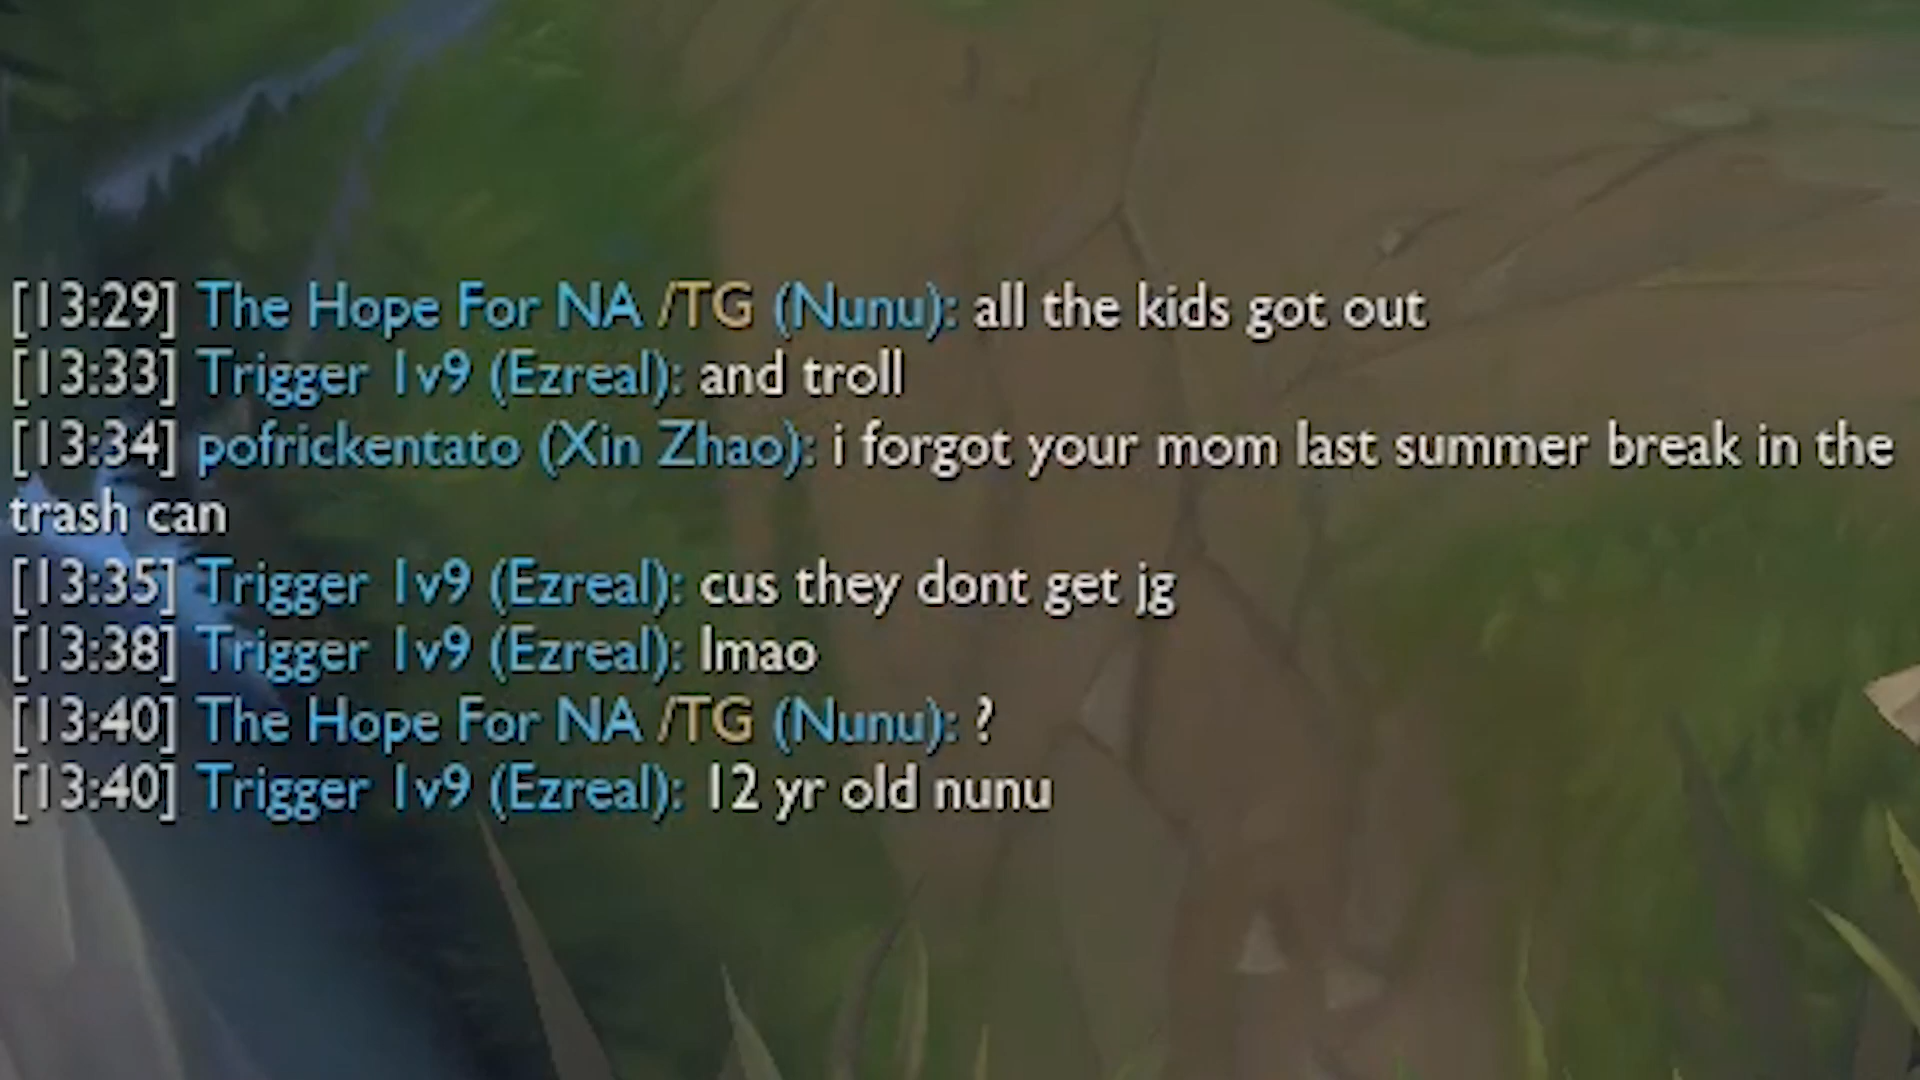 [13:29] The Hope For NA /TG (Nunu): all the kids got out
[13:33] Trigger 1v9 (Ezreal): and troll
[13:34] pofrickentato (Xin Zhao): i forgot your mom last summer break in the
trash can
[13:35] Trigger 1v9 (Ezreal): cus they dont get jg
[13:38] Trigger 1v9 (Ezreal): lmao
[13:40] The Hope For NA /TG (Nunu): ?
[13:40] Trigger 1v9 (Ezreal): 12 yr old nunu